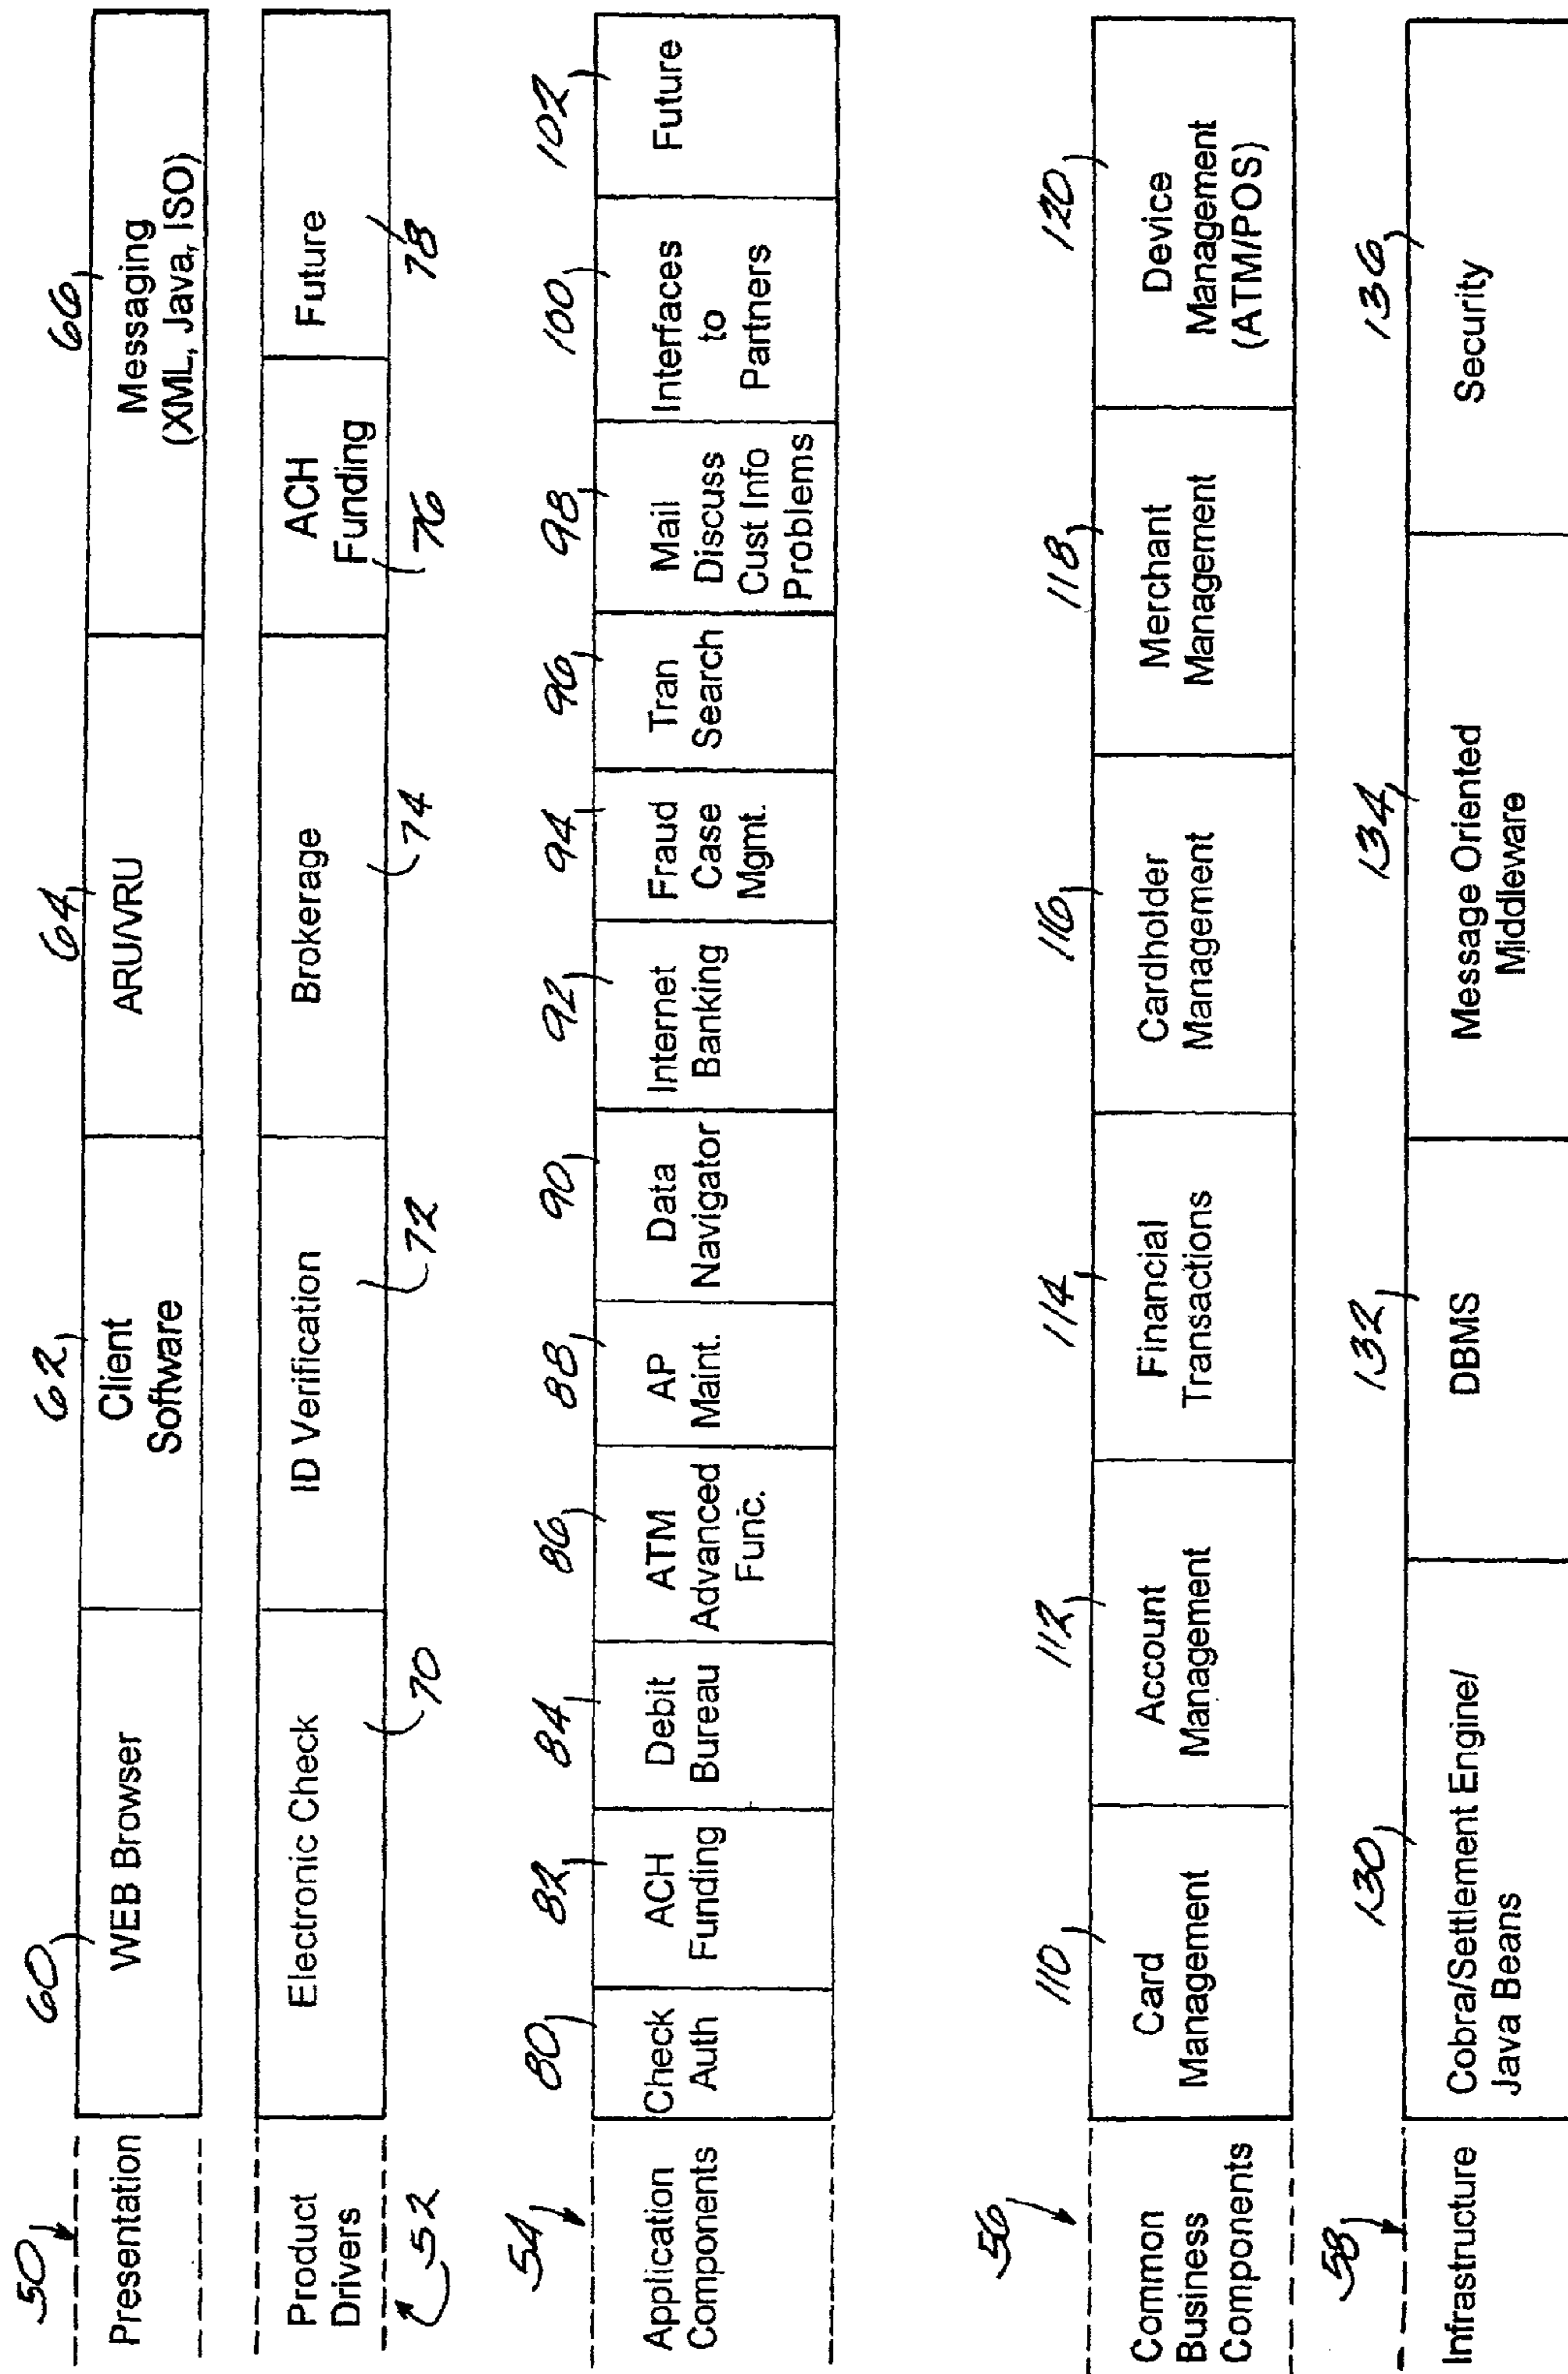 50
Presentation
60
WEB Browser
62
Client
Software
64
ARU/VRU
66
Messaging
(XML, Java, ISO)
Product
Drivers
52
Electronic Check
70
ID Verification
72
Brokerage
74
ACH
Funding
76
Future
78
54
Application
Components
80
Check
Auth
82
ACH
Funding
84
Debit
Bureau
86
ATM
Advanced
Func.
88
AP
Maint.
90
Data
Navigator
92
Internet
Banking
94
Fraud
Case
Mgmt.
96
Tran
Search
98
Mail
Discuss
Cust Info
Problems
100
Interfaces
to
Partners
102
Future
56
Common
Business
Components
110
Card
Management
112
Account
Management
114
Financial
Transactions
116
Cardholder
Management
118
Merchant
Management
120
Device
Management
(ATM/POS)
58
Infrastructure
130
Cobra/Settlement Engine/
Java Beans
132
DBMS
134
Message Oriented
Middleware
136
Security